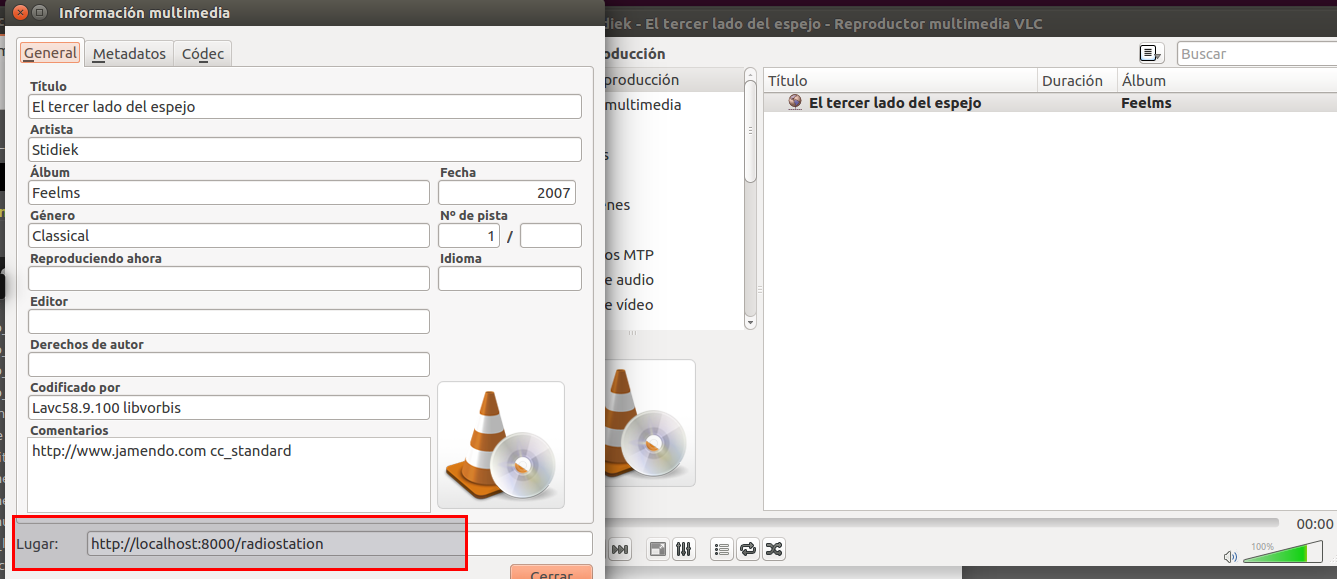 Información multimedia
General Metadatos Códec
Título
El tercer lado del espejo
Artista
Stidiek
Álbum Fecha
Feelms 2007
Género Nº de pista
Classical 1 /
Reproduciendo ahora Idioma
Editor
Derechos de autor
Codificado por
Lavc58.9.100 libvorbis
Comentarios
http://www.jamendo.com cc_standard
Lugar: http://localhost:8000/radiostation
Cerrar
diek - El tercer lado del espejo - Reproductor multimedia VLC
oducción Buscar
producción
multimedia
s
enes
os MTP
e audio
e vídeo
Título Duración Álbum
El tercer lado del espejo Feelms
00:00
100%